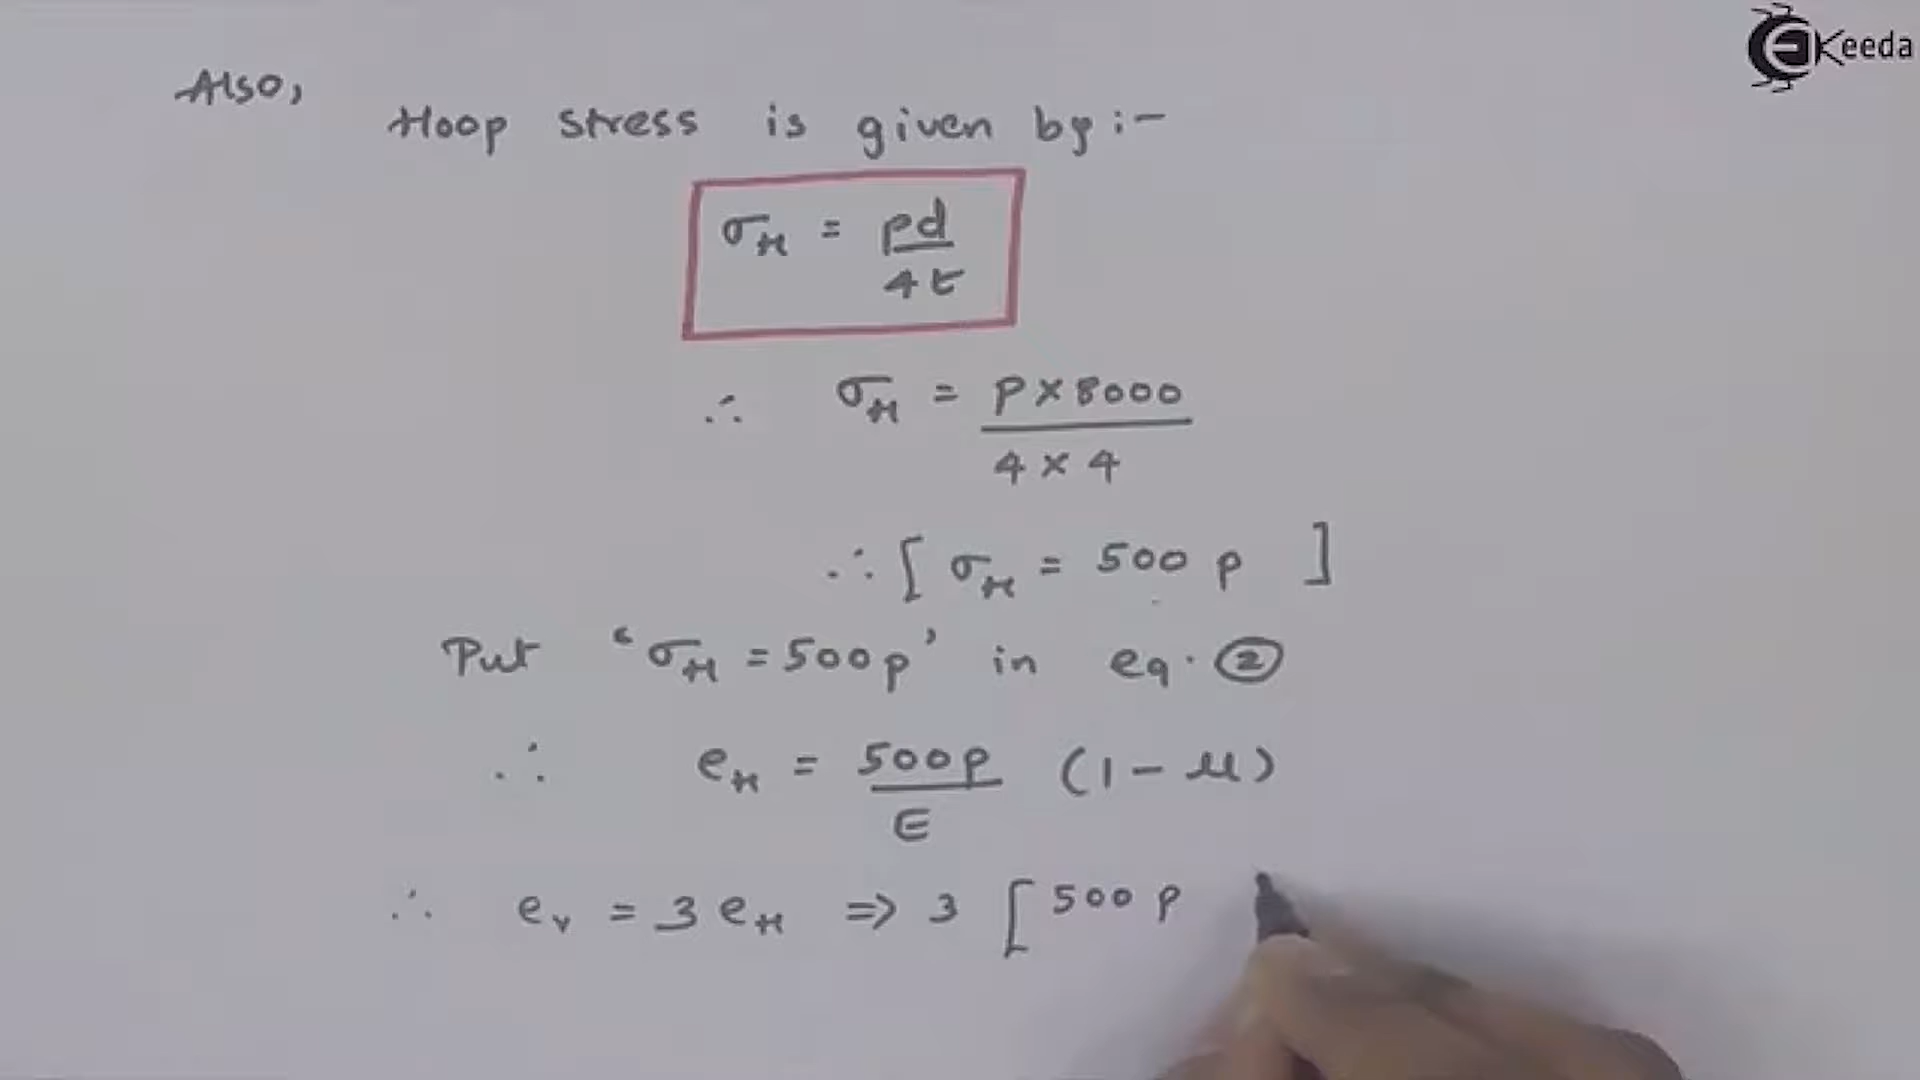 EKeeda
Also,
Hoop stress is given by :-
σH = pd / 4t
∴ σH = P × 8000 / 4 × 4
∴ [ σH = 500 p ]
Put ‘σH = 500p’ in eq. ②
∴ eH = 500p / E (1 - μ)
∴ ev = 3 eH ⇒ 3 [ 500 p